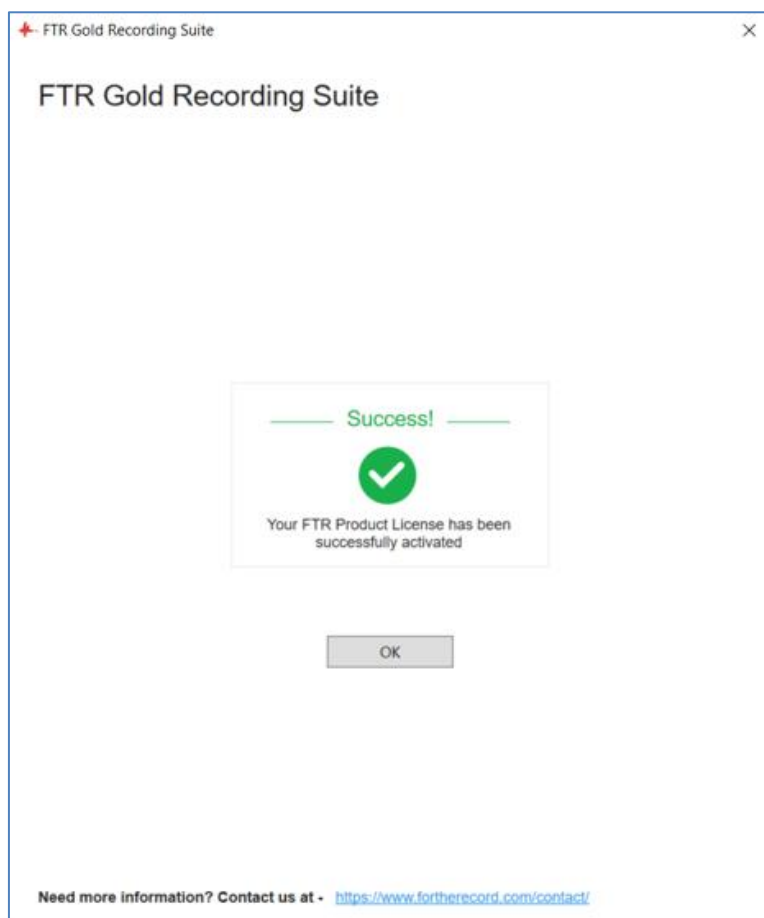 FTR Gold Recording Suite
FTR Gold Recording Suite
Success!
Your FTR Product License has been
successfully activated
OK
Need more information? Contact us at - https://www.fortherecord.com/contact/